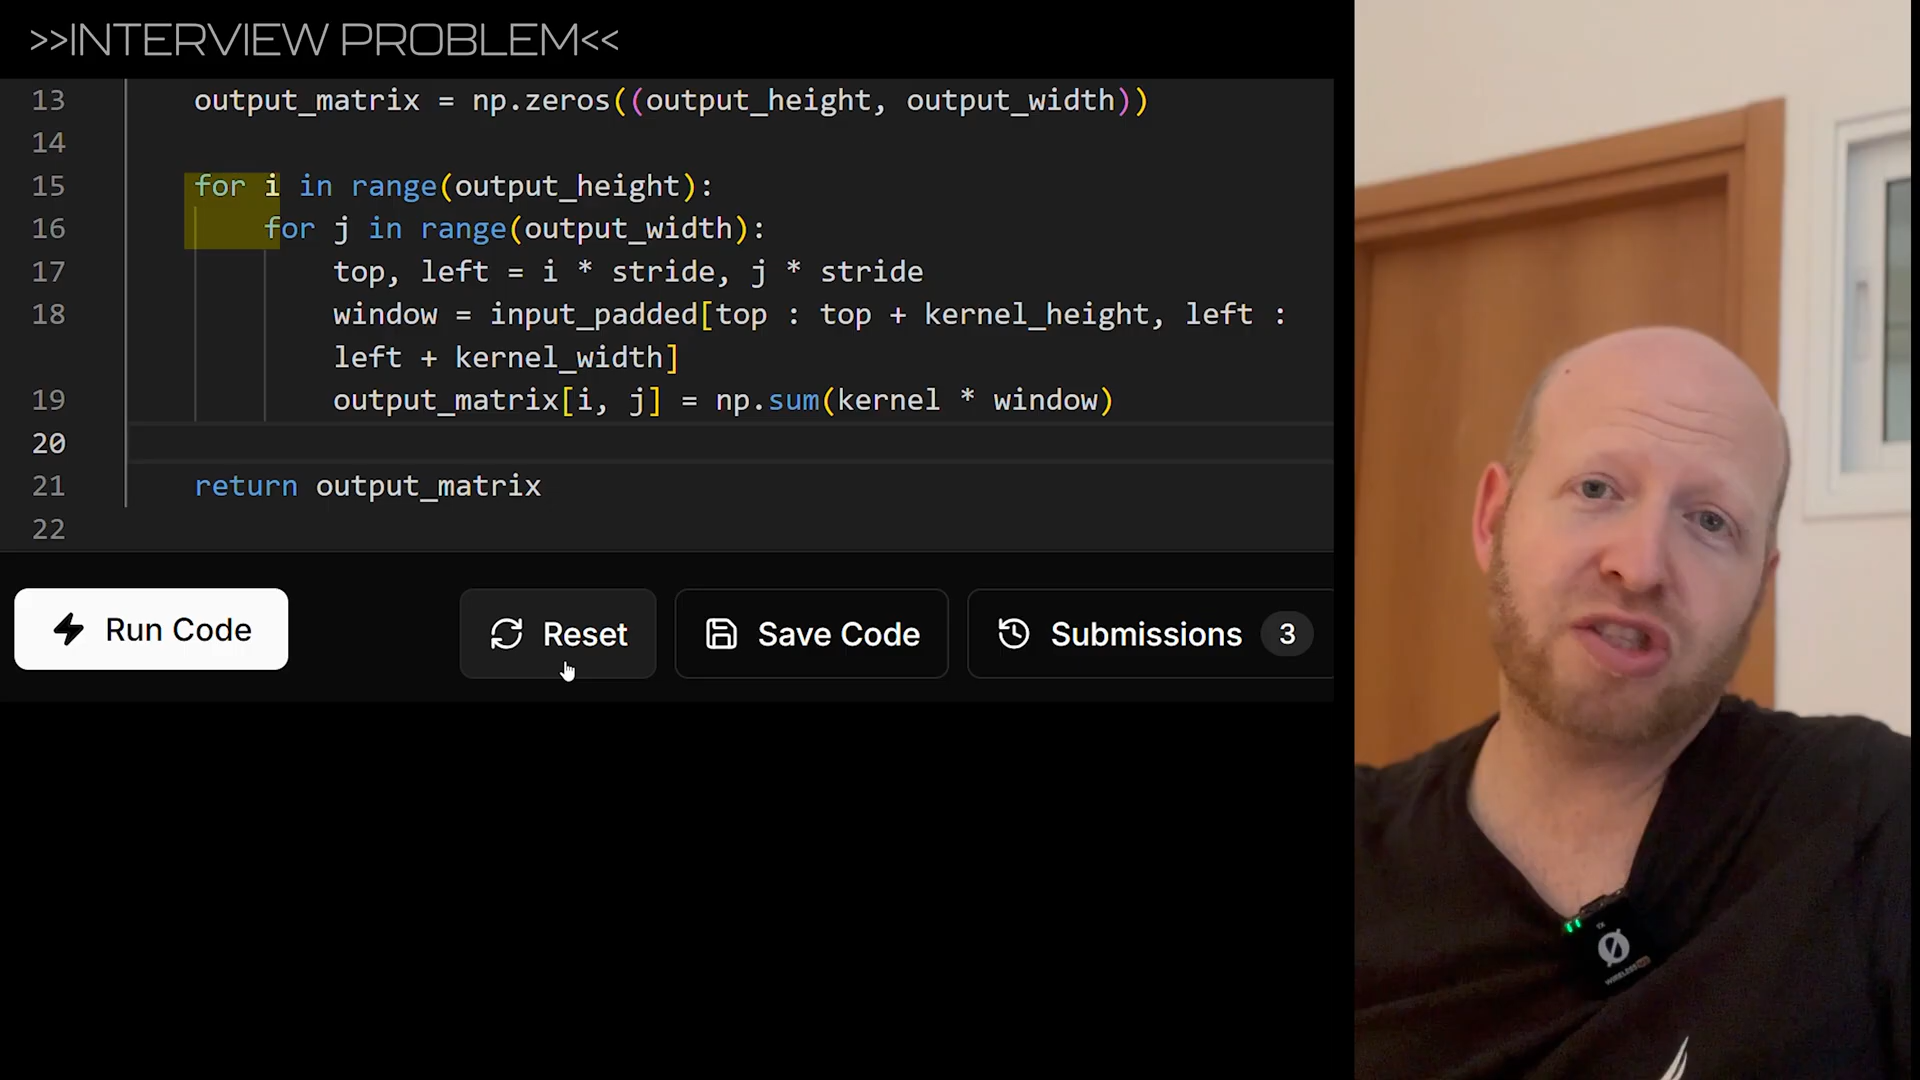 >>INTERVIEW PROBLEM<<
13 output_matrix = np.zeros((output_height, output_width))
14
15 for i in range(output_height):
16 for j in range(output_width):
17 top, left = i * stride, j * stride
18 window = input_padded[top : top + kernel_height, left :
left + kernel_width]
19 output_matrix[i, j] = np.sum(kernel * window)
20
21 return output_matrix
22
Run Code
Reset
Save Code
Submissions 3
TX
WIRELESS